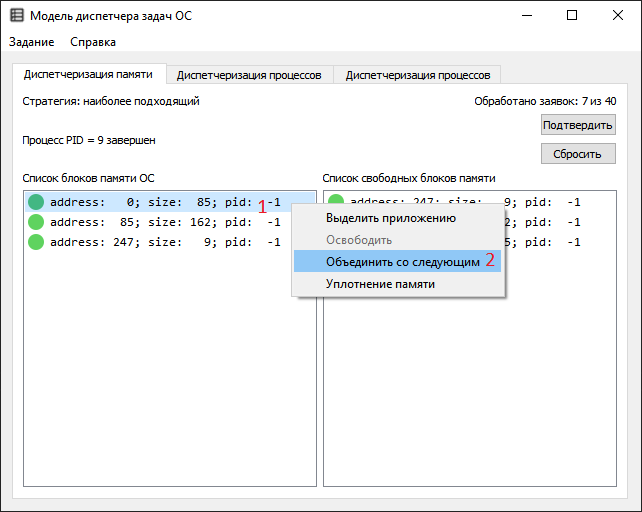 Модель диспетчера задач ОС
Задание Справка
Диспетчеризация памяти Диспетчеризация процессов Диспетчеризация процессов
Стратегия: наиболее подходящий Обработано заявок: 7 из 40
Подтвердить
Процесс PID = 9 завершен
Сбросить
Список блоков памяти ОС Список свободных блоков памяти
address: 0; size: 85; pid: -1 1 address: 247; size: 9; pid: -1
Выделить приложению
address: 85; size: 162; pid: -1 2; pid: -1
Освободить
address: 247; size: 9; pid: -1 5; pid: -1
Объединить со следующим 2
Уплотнение памяти